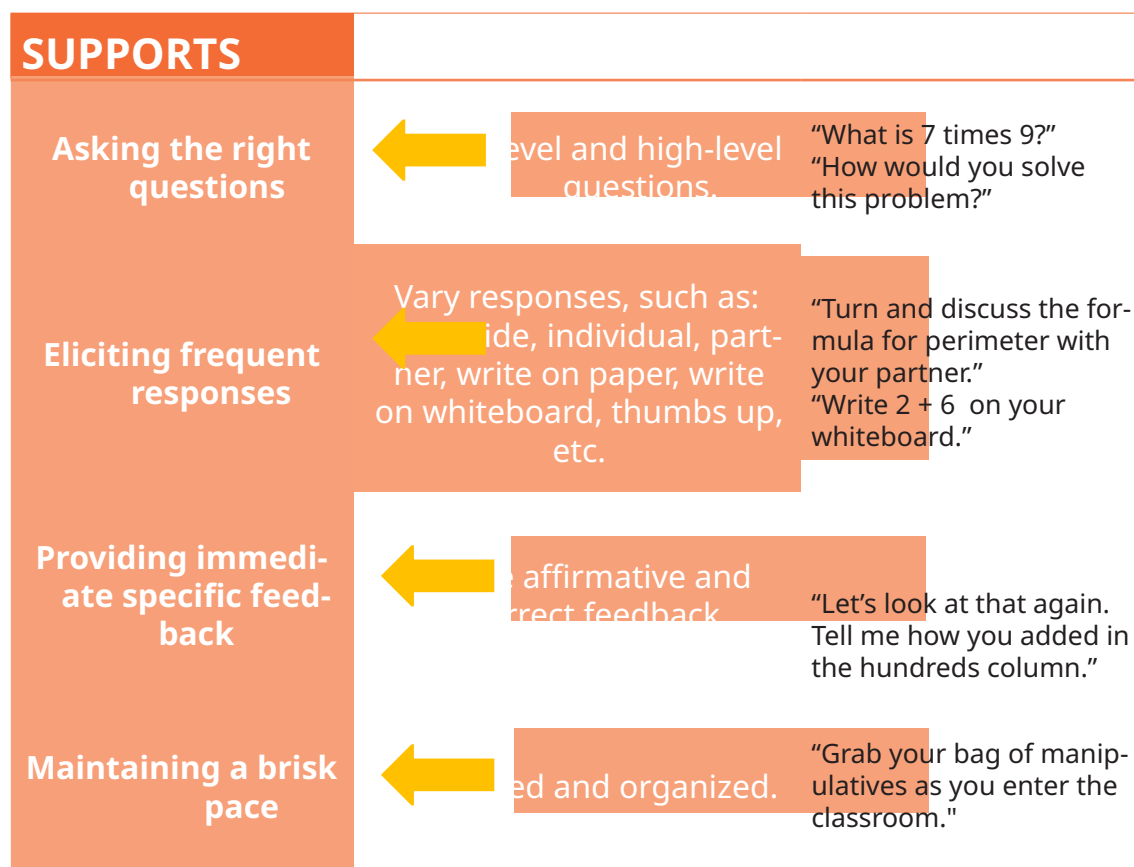 SUPPORTS
Asking the right
questions
level and high-level
questions.
“What is 7 times 9?”
“How would you solve
this problem?”
Eliciting frequent
responses
Vary responses, such as:
individual, part-
ner, write on paper, write
on whiteboard, thumbs up,
etc.
“Turn and discuss the for-
mula for perimeter with
your partner.”
“Write 2 + 6 on your
whiteboard.”
Providing immedi-
ate specific feed-
back
affirmative and
feedback
“Let’s look at that again.
Tell me how you added in
the hundreds column.”
Maintaining a brisk
pace
and organized.
“Grab your bag of manip-
ulatives as you enter the
classroom."